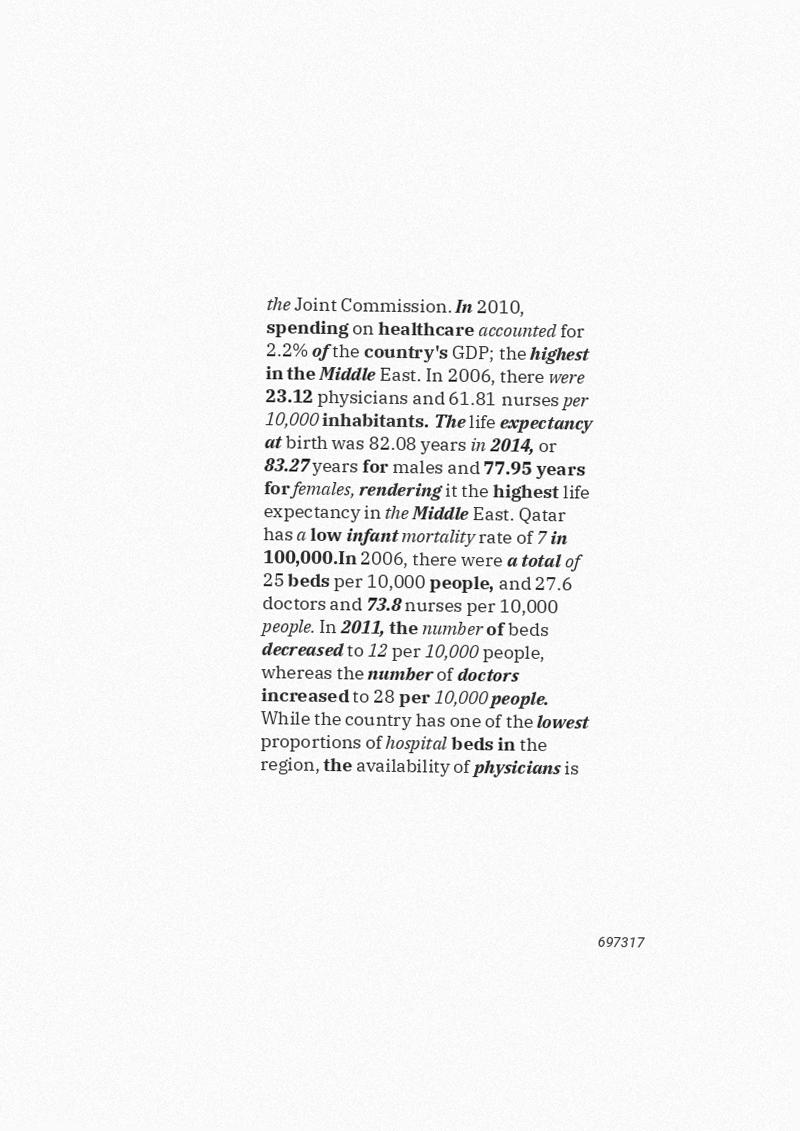 the Joint Commission. In 2010,
spending on healthcare accounted for
2.2% of the country's GDP; the highest
in the Middle East. In 2006, there were
23.12 physicians and 61.81 nurses per
10,000 inhabitants. The life expectancy
at birth was 82.08 years in 2014, or
83.27 years for males and 77.95 years
for females, rendering it the highest life
expectancy in the Middle East. Qatar
has a low infant mortality rate of 7 in
100,000.In 2006, there were a total of
25 beds per 10,000 people, and 27.6
doctors and 73.8 nurses per 10,000
people. In 2011, the number of beds
decreased to 12 per 10,000 people,
whereas the number of doctors
increased to 28 per 10,000 people.
While the country has one of the lowest
proportions of hospital beds in the
region, the availability of physicians is
697317